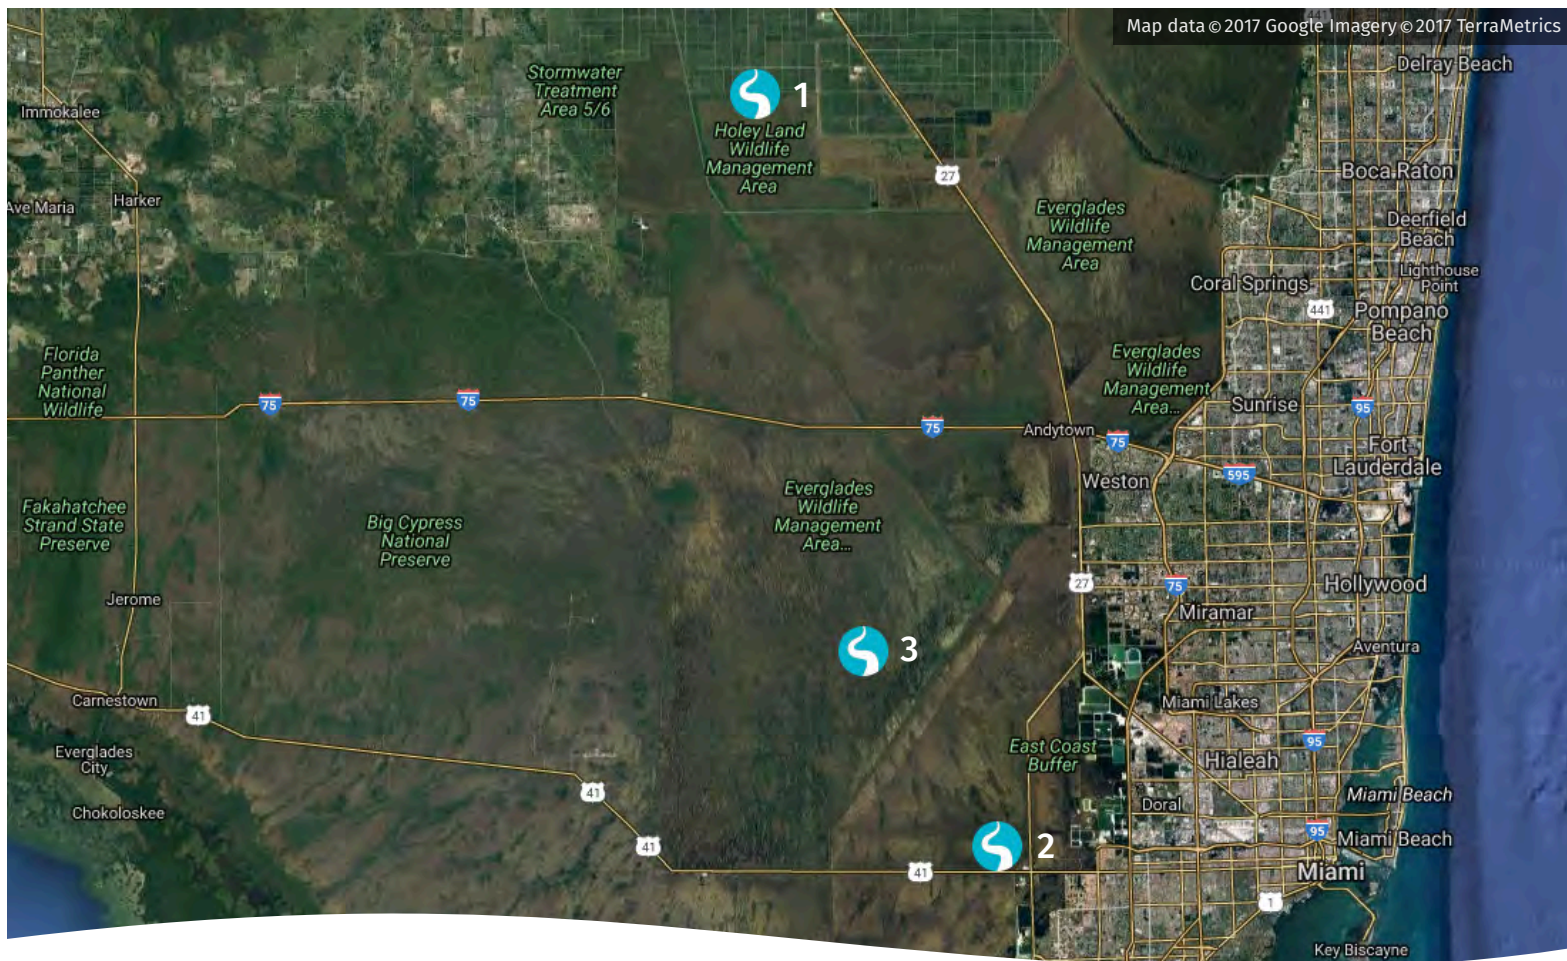 Map data © 2017 Google Imagery © 2017 TerraMetrics
441
Delray Beach
Stormwater
Treatment
Area 5/6
1
Immokalee
Holey Land
Wildlife
Management
Area
27
Boca Raton
Harker
Ave Maria
Everglades
Wildlife
Management
Area
Deerfield
Beach
Lighthouse
Point
Coral Springs
441
Pompano
Beach
Florida
Panther
National
Wildlife
Everglades
Wildlife
Management
Area...
75
75
Sunrise
95
75
Andytown
75
Fort
Lauderdale
595
Weston
Everglades
Wildlife
Management
Area...
Fakahatchee
Strand State
Preserve
Big Cypress
National
Preserve
27
75
Hollywood
Jerome
Miramar
3
Aventura
Carnestown
41
Miami Lakes
95
Everglades
City
East Coast
Buffer
Hialeah
41
Miami Beach
Chokoloskee
Doral
95
Miami Beach
41
2
41
Miami
1
Key Biscayne